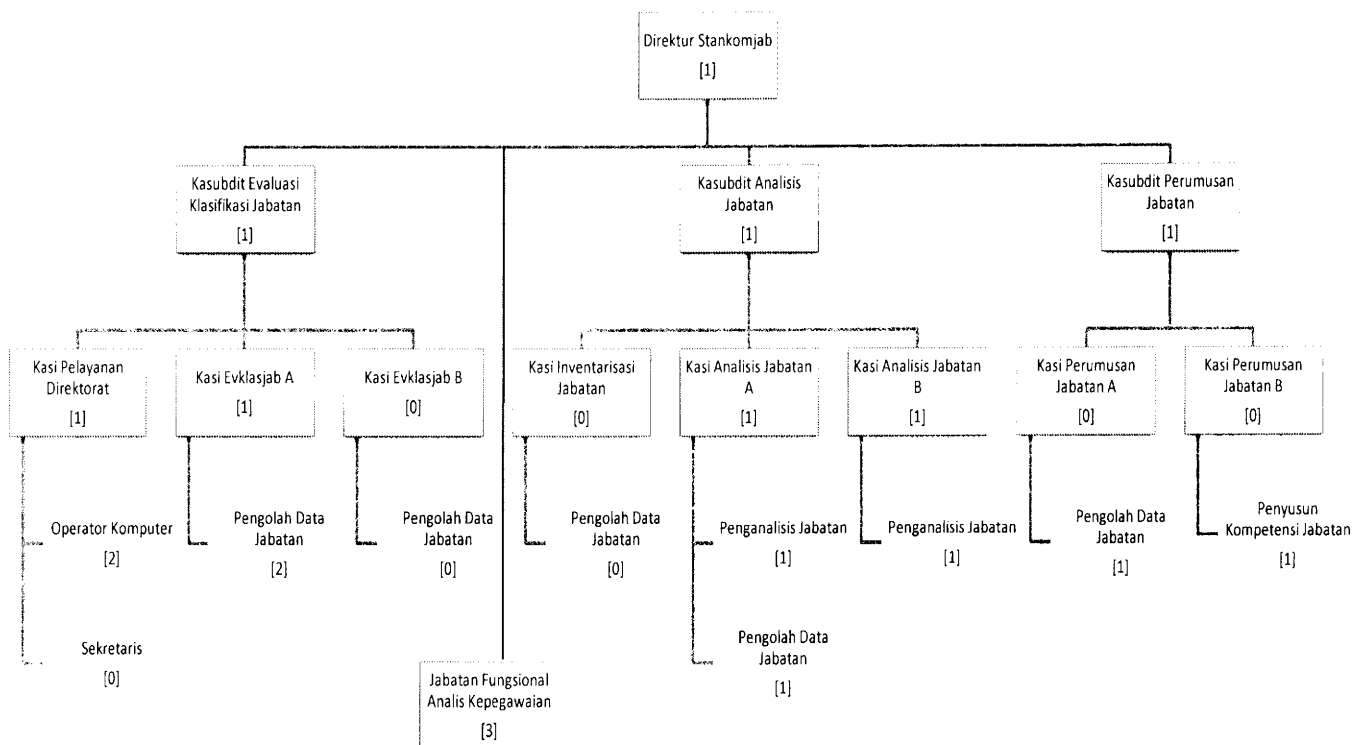 Direktur Stankomjab
[1]
Kasubdit Evaluasi
Klasifikasi Jabatan
[1]
Kasubdit Analisis
Jabatan
[1]
Kasubdit Perumusan
Jabatan
[1]
Kasi Pelayanan
Direktorat
[1]
Kasi Evklasjab A
[1]
Kasi Evklasjab B
[0]
Kasi Inventarisasi
Jabatan
[0]
Kasi Analisis Jabatan
A
[1]
Kasi Analisis Jabatan
B
[1]
Kasi Perumusan
Jabatan A
[0]
Kasi Perumusan
Jabatan B
[0]
Operator Komputer
[2]
Pengolah Data
Jabatan
[2]
Pengolah Data
Jabatan
[0]
Pengolah Data
Jabatan
[0]
Penganalisis Jabatan
[1]
Penganalisis Jabatan
[1]
Pengolah Data
Jabatan
[1]
Penyusun
Kompetensi Jabatan
[1]
Sekretaris
[0]
Pengolah Data
Jabatan
[1]
Jabatan Fungsional
Analis Kepegawaian
[3]